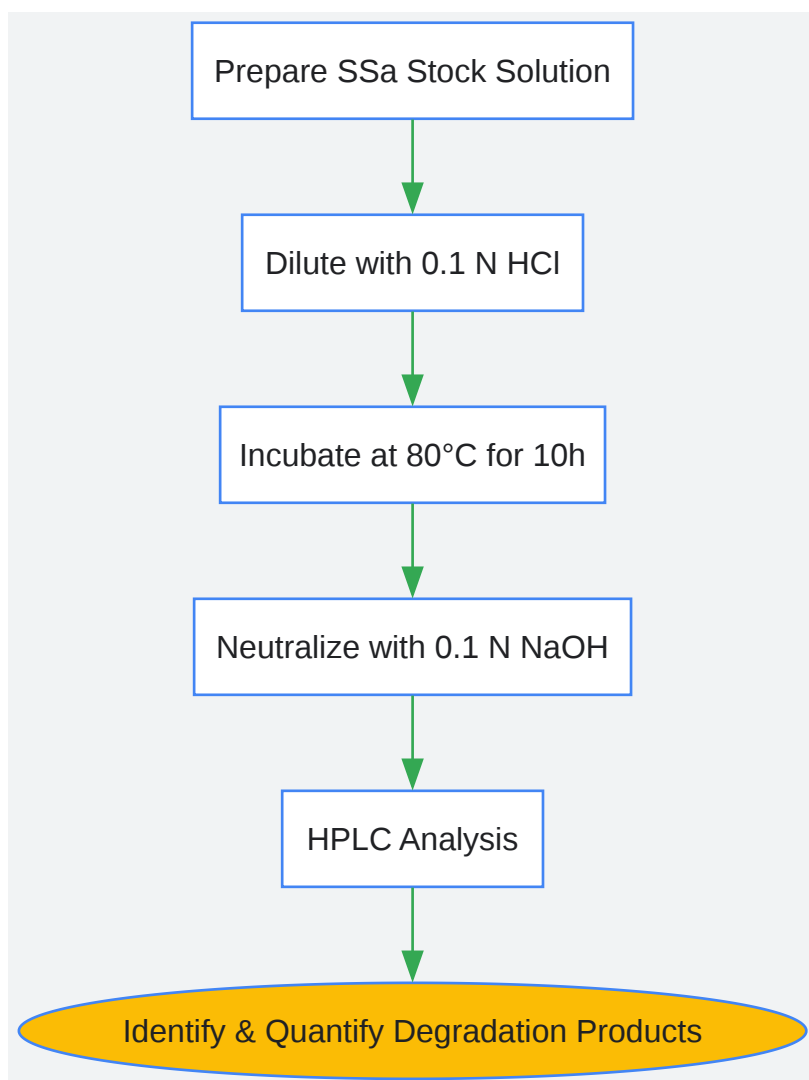 Prepare SSa Stock Solution
Dilute with 0.1 N HCl
Incubate at 80°C for 10h
Neutralize with 0.1 N NaOH
HPLC Analysis
Identify & Quantify Degradation Products